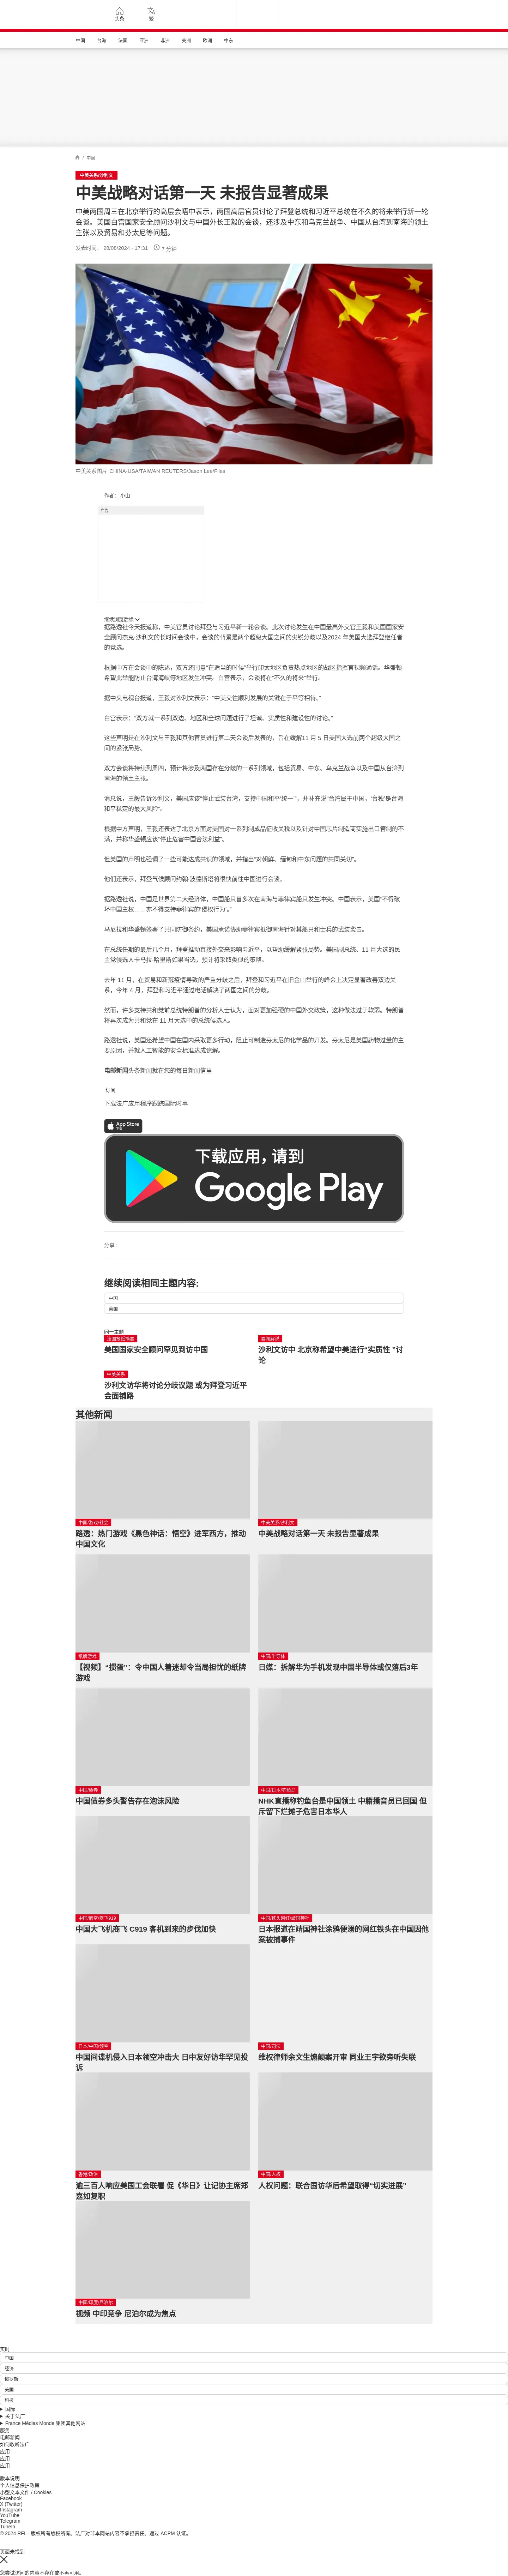 头条
繁
中国
台海
法国
亚洲
非洲
美洲
欧洲
中东
/ 中国
中美关系/沙利文
中美战略对话第一天 未报告显著成果
中美两国周三在北京举行的高层会晤中表示，两国高层官员讨论了拜登总统和习近平总统在不久的将来举行新一轮
会谈。美国白宫国家安全顾问沙利文与中国外长王毅的会谈，还涉及中东和乌克兰战争、中国从台湾到南海的领土
主张以及贸易和芬太尼等问题。
发表时间： 28/08/2024 - 17:31 7 分钟
中美关系图片 CHINA-USA/TAIWAN REUTERS/Jason Lee/Files
作者： 小山
广告
继续浏览后续
据路透社今天报道称，中美官员讨论拜登与习近平新一轮会谈。此次讨论发生在中国最高外交官王毅和美国国家安
全顾问杰克·沙利文的长时间会谈中，会谈的背景是两个超级大国之间的尖锐分歧以及2024 年美国大选拜登继任者
的竞选。
根据中方在会谈中的陈述，双方还同意“在适当的时候”举行印太地区负责热点地区的战区指挥官视频通话。华盛顿
希望此举能防止台湾海峡等地区发生冲突。白宫表示，会谈将在“不久的将来”举行。
据中央电视台报道，王毅对沙利文表示：“中美交往顺利发展的关键在于平等相待。”
白宫表示：“双方就一系列双边、地区和全球问题进行了坦诚、实质性和建设性的讨论。”
这些声明是在沙利文与王毅和其他官员进行第二天会谈后发表的，旨在缓解11 月 5 日美国大选前两个超级大国之
间的紧张局势。
双方会谈将持续到周四，预计将涉及两国存在分歧的一系列领域，包括贸易、中东、乌克兰战争以及中国从台湾到
南海的领土主张。
消息说，王毅告诉沙利文，美国应该“停止武装台湾，支持中国和平‘统一’”，并补充说“台湾属于中国，‘台独’是台海
和平稳定的最大风险”。
根据中方声明，王毅还表达了北京方面对美国对一系列制成品征收关税以及针对中国芯片制造商实施出口管制的不
满，并称华盛顿应该“停止危害中国合法利益”。
但美国的声明也强调了一些可能达成共识的领域，并指出“对朝鲜、缅甸和中东问题的共同关切”。
他们还表示，拜登气候顾问约翰·波德斯塔将很快前往中国进行会谈。
据路透社说，中国是世界第二大经济体，中国船只曾多次在南海与菲律宾船只发生冲突。中国表示，美国“不得破
坏中国主权……亦不得支持菲律宾的‘侵权行为’。”
马尼拉和华盛顿签署了共同防御条约，美国承诺协助菲律宾抵御南海针对其船只和士兵的武装袭击。
在总统任期的最后几个月，拜登推动直接外交来影响习近平，以帮助缓解紧张局势。美国副总统、11 月大选的民
主党候选人卡马拉·哈里斯如果当选，预计将采取类似的策略。
去年 11 月，在贸易和新冠疫情导致的严重分歧之后，拜登和习近平在旧金山举行的峰会上决定显著改善双边关
系，今年 4 月，拜登和习近平通过电话解决了两国之间的分歧。
然而，许多支持共和党前总统特朗普的分析人士认为，面对更加强硬的中国外交政策，这种做法过于软弱。特朗普
将再次成为共和党在 11 月大选中的总统候选人。
路透社说，美国还希望中国在国内采取更多行动，阻止可制造芬太尼的化学品的开发。芬太尼是美国药物过量的主
要原因，并就人工智能的安全标准达成谅解。
电邮新闻头条新闻就在您的每日新闻信里
订阅
下载法广应用程序跟踪国际时事
App Store
下载
下载应用，请到
Google Play
分享 :
继续阅读相同主题内容:
中国
美国
同一主题
法国报纸摘要
美国国家安全顾问罕见到访中国
要闻解说
沙利文访中 北京称希望中美进行“实质性 ”讨
论
中美关系
沙利文访华将讨论分歧议题 或为拜登习近平
会面铺路
其他新闻
中国/游戏/社会
路透：热门游戏《黑色神话：悟空》进军西方，推动
中国文化
中美关系/沙利文
中美战略对话第一天 未报告显著成果
纸牌游戏
【视频】“掼蛋”：令中国人着迷却令当局担忧的纸牌
游戏
中国/半导体
日媒：拆解华为手机发现中国半导体或仅落后3年
中国/债卷
中国债券多头警告存在泡沫风险
中国/日本/钓鱼岛
NHK直播称钓鱼台是中国领土 中籍播音员已回国 但
斥留下烂摊子危害日本华人
中国/航空/商飞919
中国大飞机商飞 C919 客机到来的步伐加快
中国/铁头网红/靖国神社
日本报道在靖国神社涂鸦便溺的网红铁头在中国因他
案被捕事件
日本/中国/领空
中国间谍机侵入日本领空冲击大 日中友好访华罕见投
诉
中国/司法
维权律师余文生煽颠案开审 同业王宇欲旁听失联
香港/政治
逾三百人响应美国工会联署 促《华日》让记协主席郑
嘉如复职
中国/人权
人权问题：联合国访华后希望取得“切实进展”
中国/印度/尼泊尔
视频 中印竞争 尼泊尔成为焦点
实时
中国
经济
俄罗斯
美国
科技
国际
关于法广
France Médias Monde 集团其他网站
服务
电邮新闻
如何收听法广
应用
应用
应用
版本说明
个人信息保护政策
小型文本文件 / Cookies
Facebook
X (Twitter)
Instagram
YouTube
Telegram
TuneIn
© 2024 RFI – 版权所有版权所有。法广对非本网站内容不承担责任。通过 ACPM 认证。
页面未找到
您尝试访问的内容不存在或不再可用。